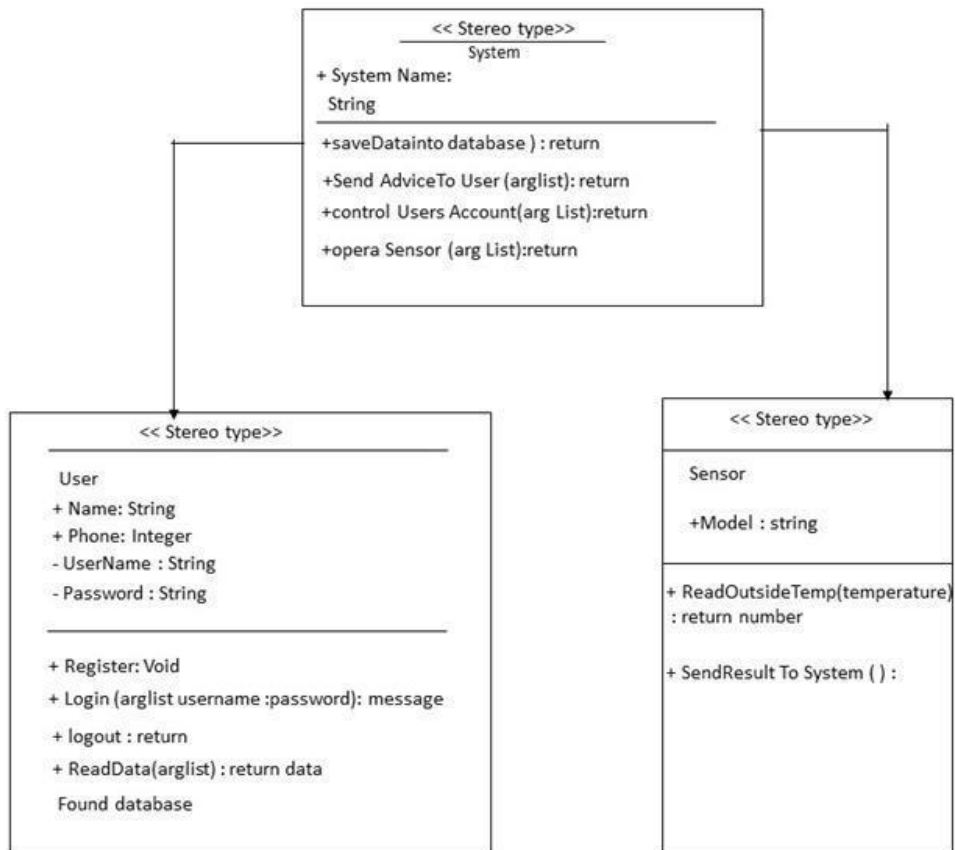 << Stereo type>>
System
+ System Name:
String
+saveDatainto database ) : return
+Send AdviceTo User (arglist): return
+control Users Account(arg List):return
+opera Sensor (arg List):return
<< Stereo type>>
User
+ Name: String
+ Phone: Integer
- UserName : String
- Password : String
+ Register: Void
+ Login (arglist username :password): message
+ logout : return
+ ReadData(arglist) : return data
Found database
<< Stereo type>>
Sensor
+Model : string
+ ReadOutsideTemp(temperature)
: return number
+ SendResult To System ( ) :